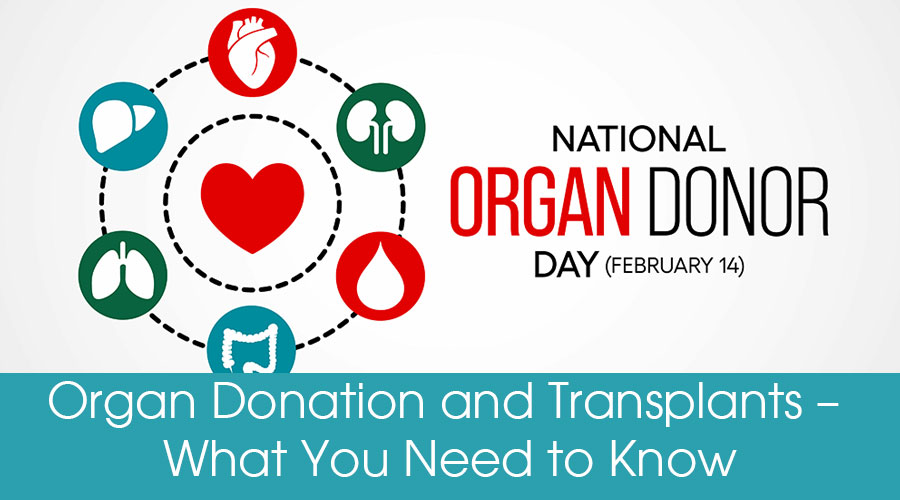 NATIONAL
ORGAN DONOR
DAY (FEBRUARY 14)
Organ Donation and Transplants –
What You Need to Know